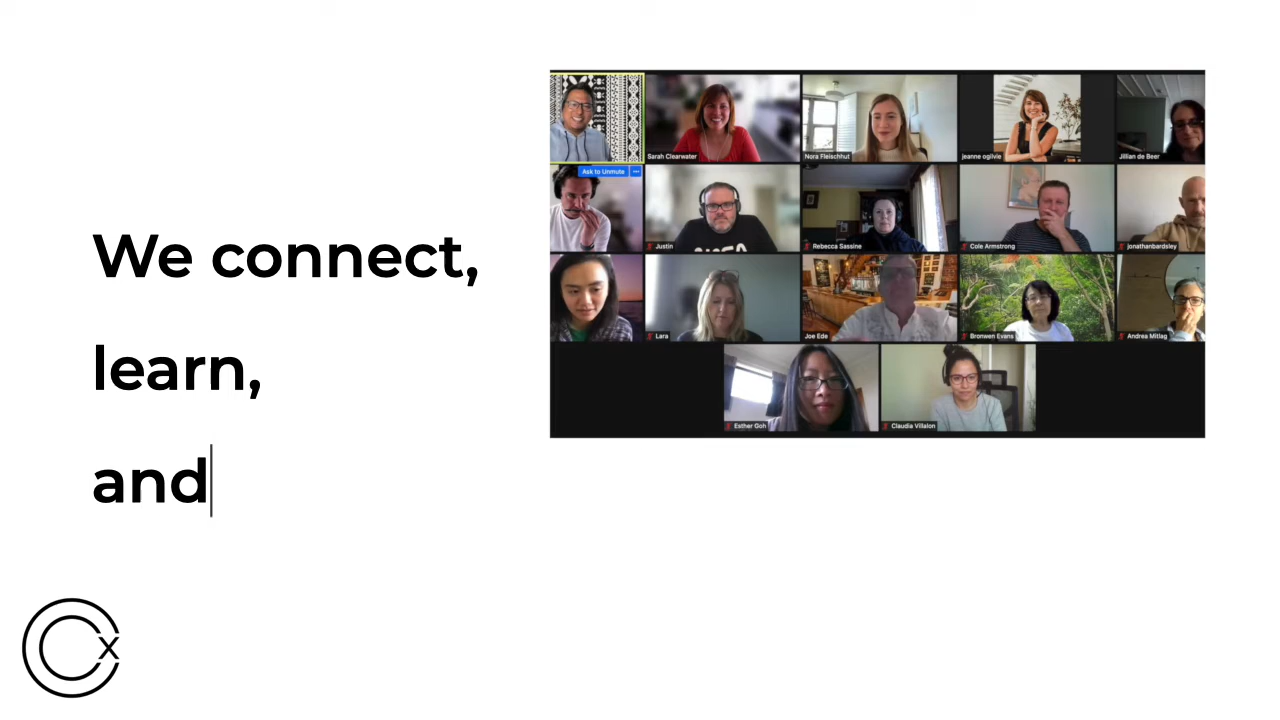 We connect,
learn,
and
Sarah Clearwater
Nora Fleischhut
jeanne ogilvie
Jillian de Beer
Ask to Unmute
Justin
Rebecca Sassine
Cole Armstrong
jonathanbardsley
Lara
Joe Ede
Bronwen Evans
Andrea Mitlag
Esther Goh
Claudia Villalon
CCx